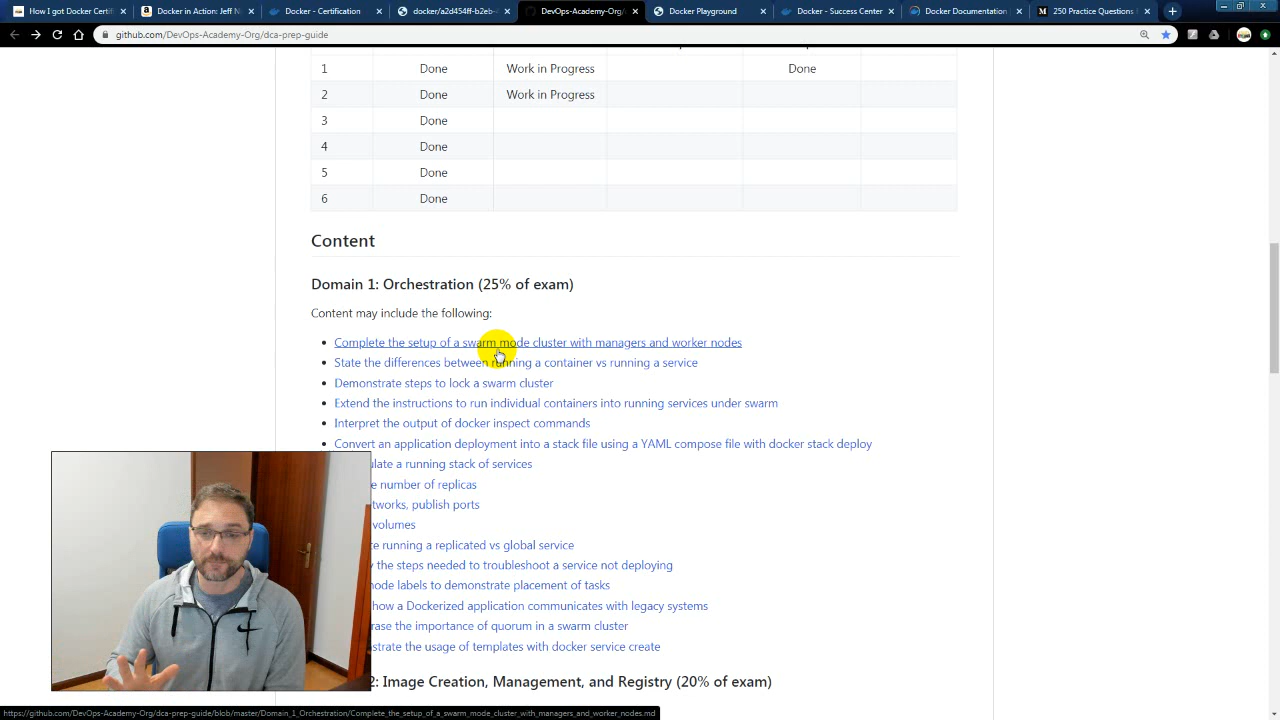 How I got Docker Certifi
Docker in Action: Jeff N
Docker - Certification
docker/a2d454ff-b2eb-4
DevOps-Academy-Org/
Docker Playground
Docker - Success Center
Docker Documentation
250 Practice Questions
github.com/DevOps-Academy-Org/dca-prep-guide
1 Done Work in Progress Done
2 Done Work in Progress
3 Done
4 Done
5 Done
6 Done
Content
Domain 1: Orchestration (25% of exam)
Content may include the following:
Complete the setup of a swarm mode cluster with managers and worker nodes
State the differences between running a container vs running a service
Demonstrate steps to lock a swarm cluster
Extend the instructions to run individual containers into running services under swarm
Interpret the output of docker inspect commands
Convert an application deployment into a stack file using a YAML compose file with docker stack deploy
ulate a running stack of services
number of replicas
tworks, publish ports
volumes
running a replicated vs global service
the steps needed to troubleshoot a service not deploying
node labels to demonstrate placement of tasks
how a Dockerized application communicates with legacy systems
rase the importance of quorum in a swarm cluster
strate the usage of templates with docker service create
2: Image Creation, Management, and Registry (20% of exam)
https://github.com/DevOps-Academy-Org/dca-prep-guide/blob/master/Domain_1_Orchestration/Complete_the_setup_of_a_swarm_mode_cluster_with_managers_and_worker_nodes.md